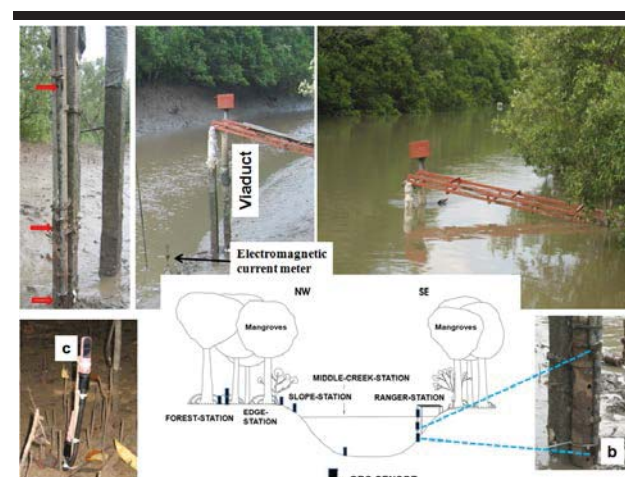 Viaduct
Electromagnetic
current meter
NW
SE
Mangroves
Mangroves
MIDDLE-CREEK-STATION
SLOPE-STATION
RANGER-STATION
FOREST-STATION
EDGE-
STATION
c
b